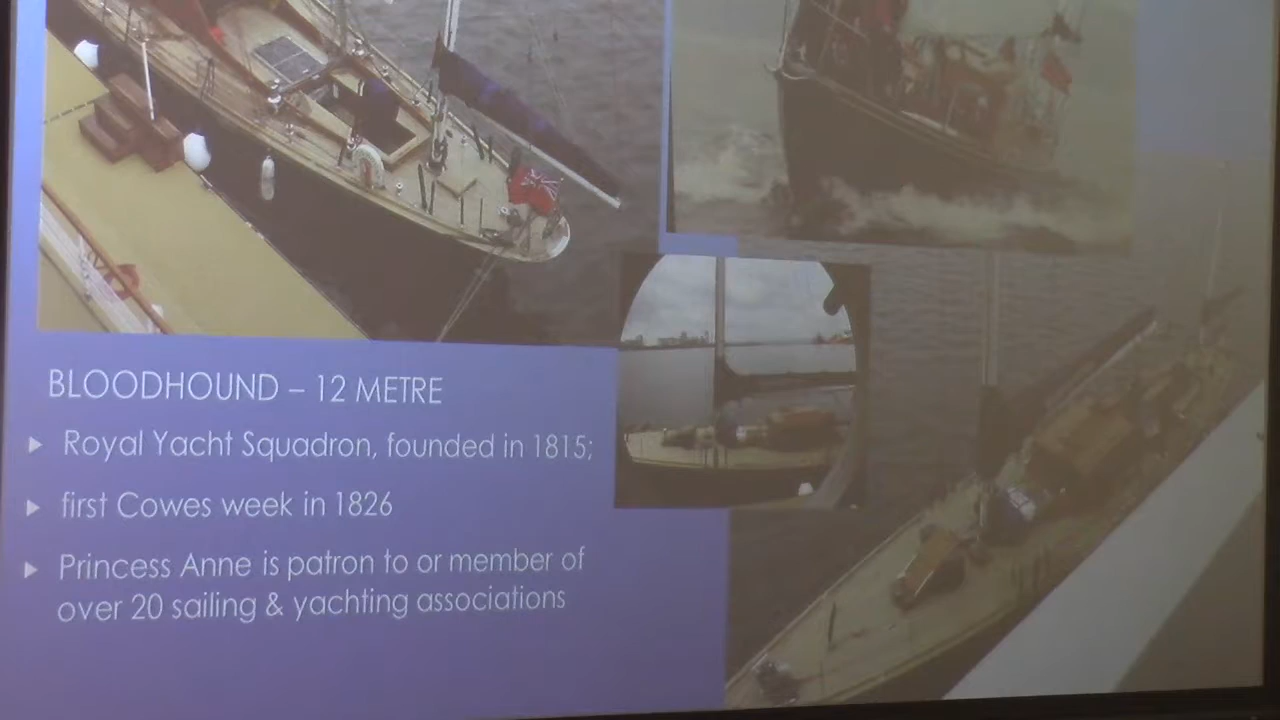 BLOODHOUND – 12 METRE
Royal Yacht Squadron, founded in 1815;
first Cowes week in 1826
Princess Anne is patron to or member of
over 20 sailing & yachting associations